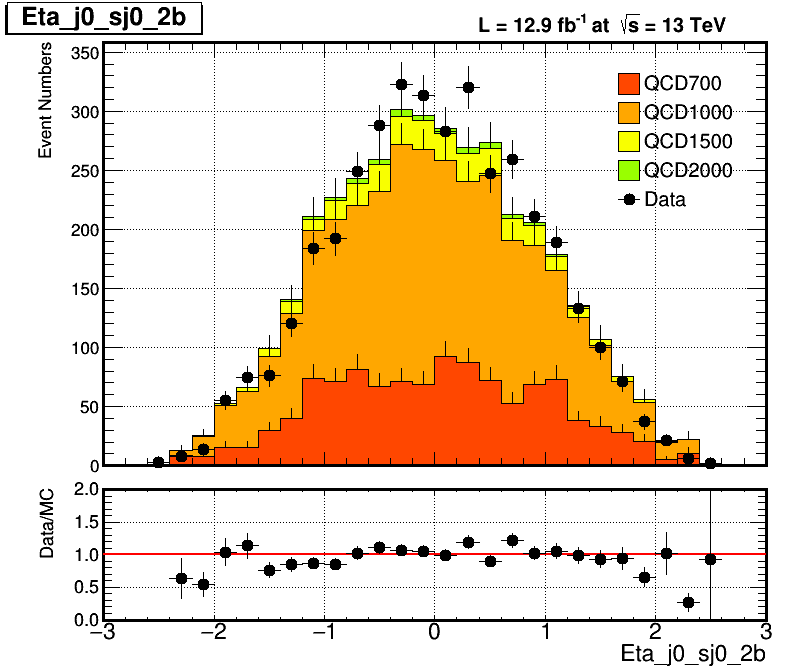 Eta_j0_sj0_2b
L = 12.9 fb⁻¹ at √s = 13 TeV
Event Numbers
350
300
250
200
150
100
50
0
QCD700
QCD1000
QCD1500
QCD2000
Data
Data/MC
2.0
1.5
1.0
0.5
0.0
−3 −2 −1 0 1 2 3
Eta_j0_sj0_2b